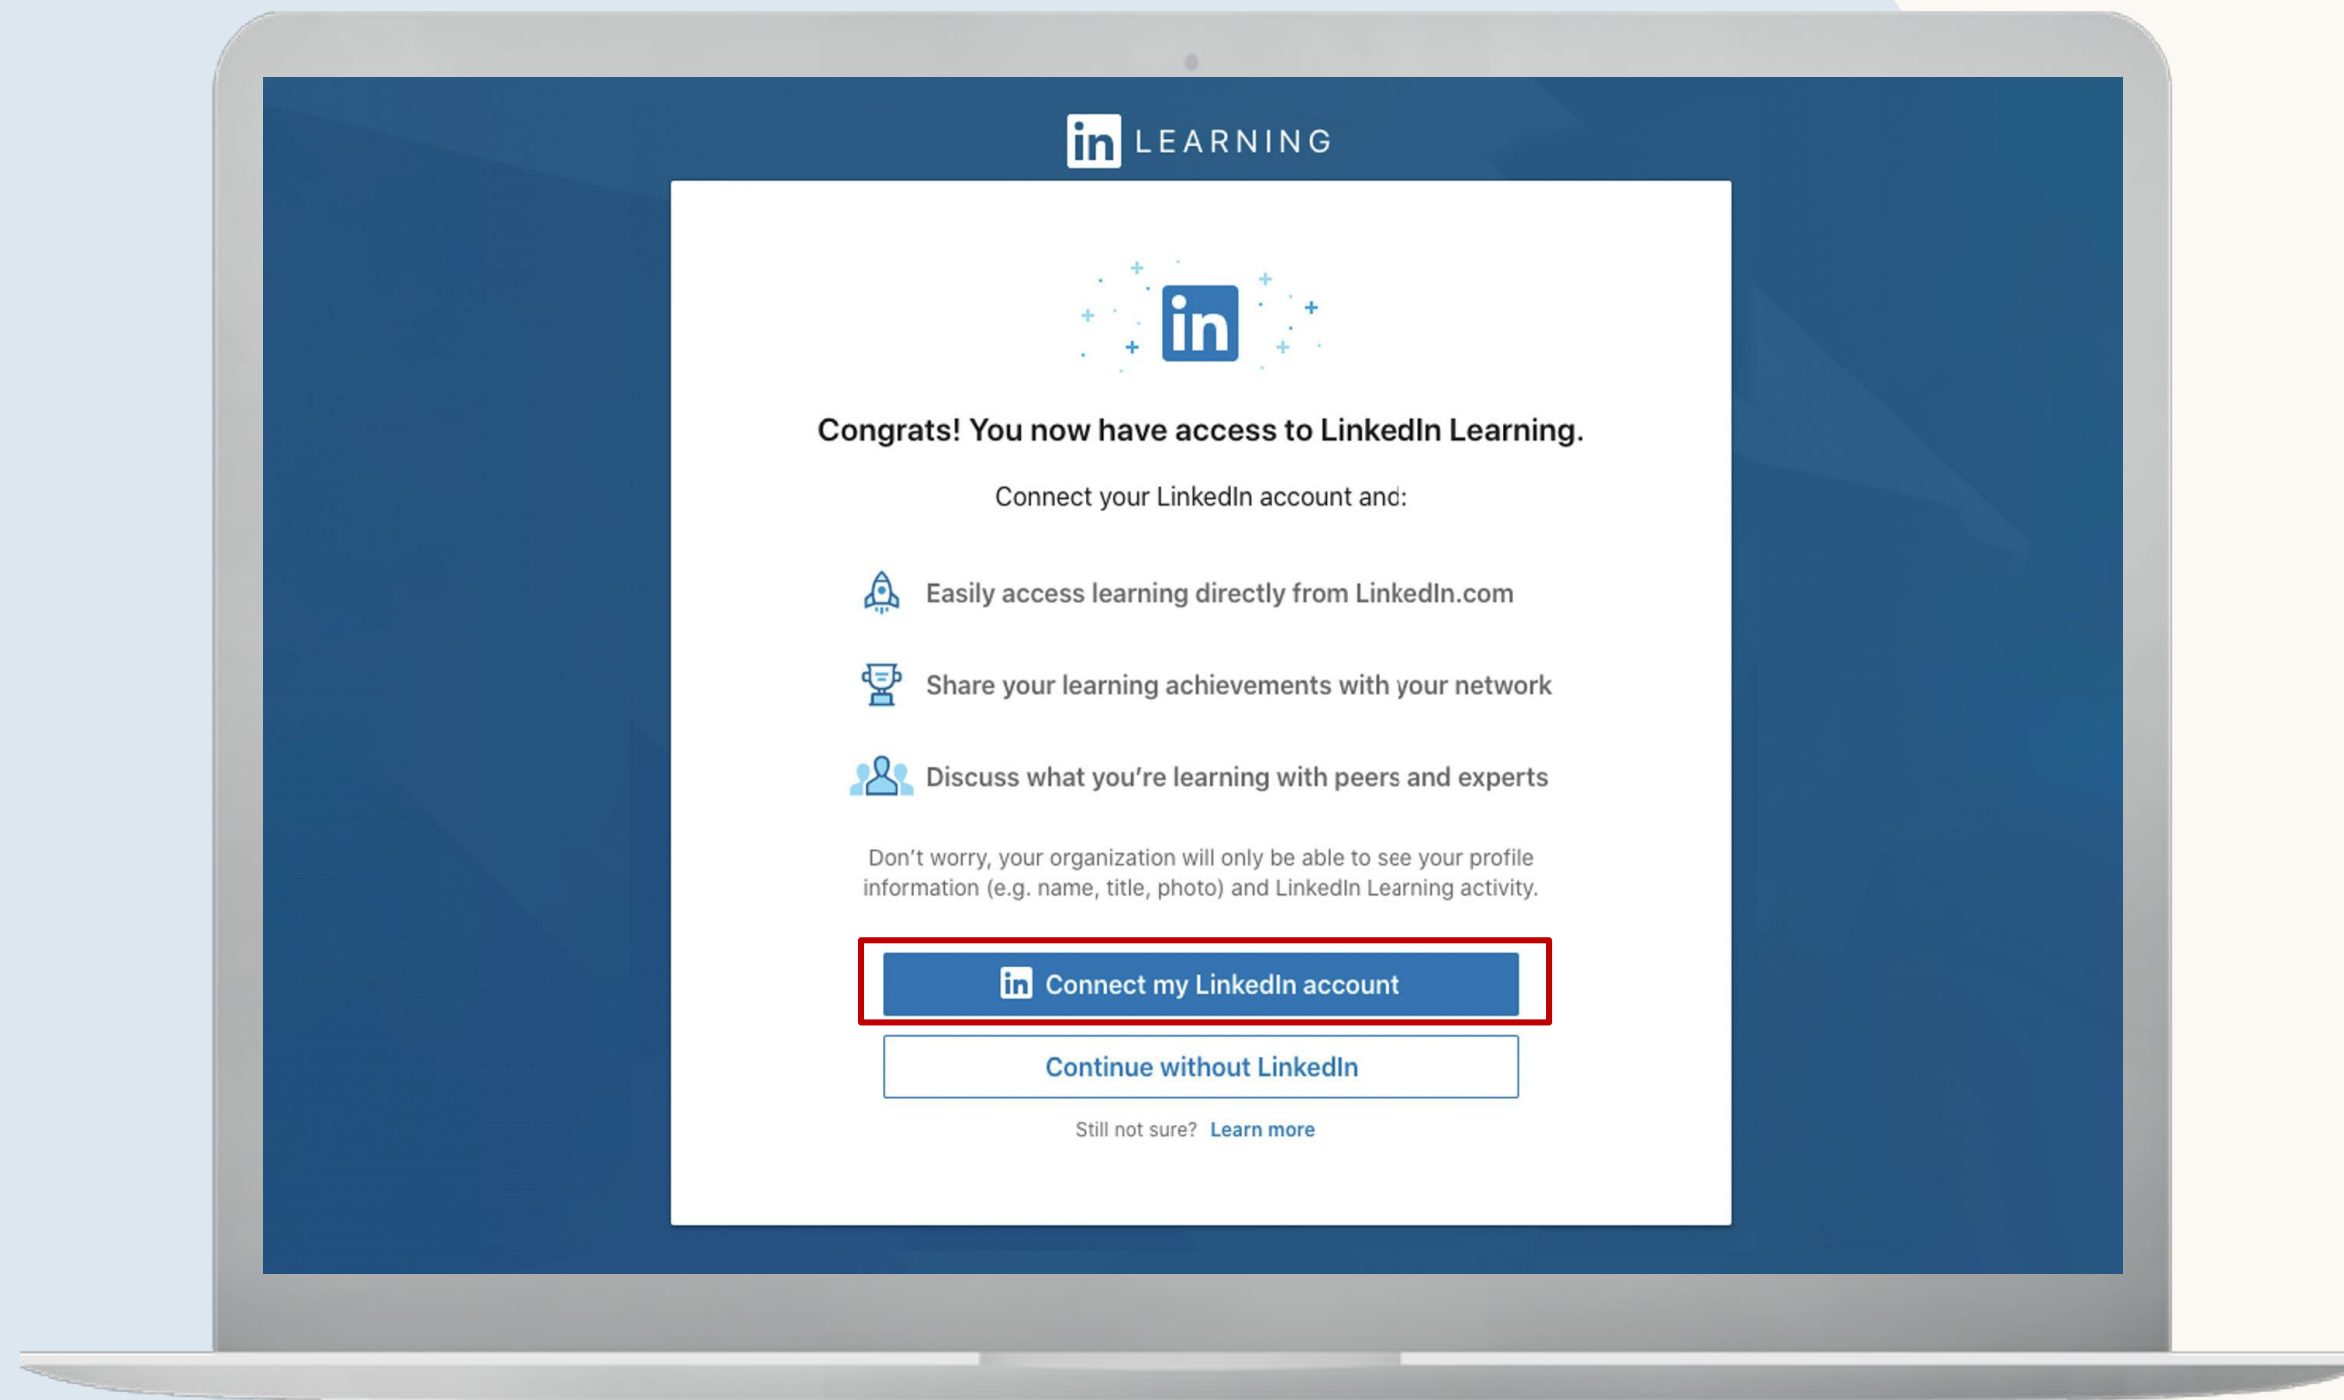 in LEARNING
in
Congrats! You now have access to LinkedIn Learning.
Connect your LinkedIn account and:
Easily access learning directly from LinkedIn.com
Share your learning achievements with your network
Discuss what you're learning with peers and experts
Don't worry, your organization will only be able to see your profile
information (e.g. name, title, photo) and LinkedIn Learning activity.
in Connect my LinkedIn account
Continue without LinkedIn
Still not sure? Learn more